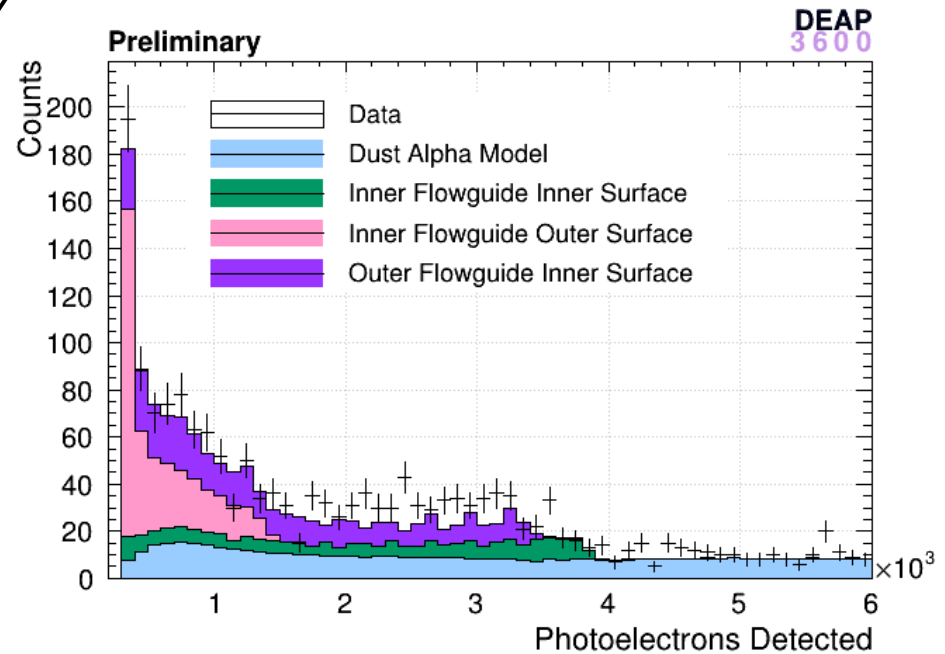 DEAP
3600
Preliminary
Counts
200
180
160
140
120
100
80
60
40
20
0
Data
Dust Alpha Model
Inner Flowguide Inner Surface
Inner Flowguide Outer Surface
Outer Flowguide Inner Surface
1 2 3 4 5 6
×10³
Photoelectrons Detected